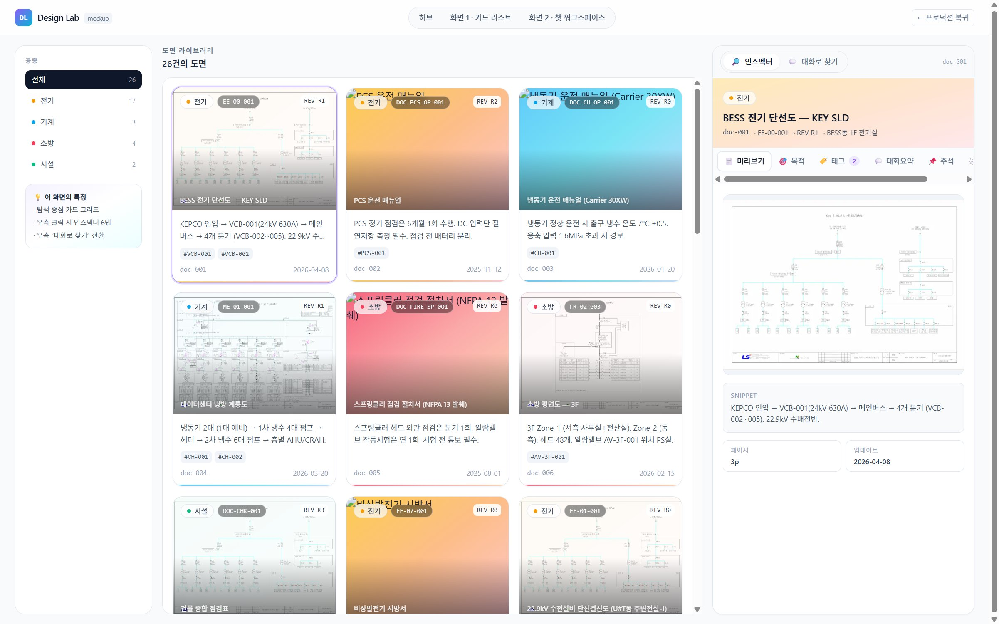 DL
Design Lab
mockup
허브
화면 1 · 카드 리스트
화면 2 · 챗 워크스페이스
← 프로덕션 복귀
공종
전체 26
전기 17
기계 3
소방 4
시설 2
💡 이 화면의 특징
· 탐색 중심 카드 그리드
· 우측 클릭 시 인스펙터 6탭
· 우측 “대화로 찾기” 전환
도면 라이브러리
26건의 도면
전기 EE-00-001 REV R1
BESS 전기 단선도 — KEY SLD
KEPCO 인입 → VCB-001(24kV 630A) → 메인
버스 → 4개 분기 (VCB-002~005). 22.9kV 수...
#VCB-001 #VCB-002
doc-001 2026-04-08
PCS 운전 매뉴얼
전기 DOC-PCS-OP-001 REV R2
PCS 운전 매뉴얼
PCS 정기 점검은 6개월 1회 수행. DC 입력단 절
연저항 측정 필수. 점검 전 배터리 분리.
#PCS-001
doc-002 2025-11-12
냉동기 운전 매뉴얼 (Carrier 30XW)
기계 DOC-CH-OP-001 REV R0
냉동기 운전 매뉴얼 (Carrier 30XW)
냉동기 정상 운전 시 출구 냉수 온도 7°C ±0.5.
응축 압력 1.6MPa 초과 시 경보.
#CH-001
doc-003 2026-01-20
기계 ME-01-001 REV R1
데이터센터 냉방 계통도
냉동기 2대 (1대 예비) → 1차 냉수 4대 펌프 →
헤더 → 2차 냉수 6대 펌프 → 층별 AHU/CRAH.
#CH-001 #CH-002
doc-004 2026-03-20
스프링클러 점검 절차서 (NFPA 13 발
췌)
소방 DOC-FIRE-SP-001 REV R0
스프링클러 점검 절차서 (NFPA 13 발췌)
스프링클러 헤드 외관 점검은 분기 1회, 알람밸
브 작동시험은 연 1회. 시험 전 통보 필수.
doc-005 2025-08-01
소방 FR-02-003 REV R0
소방 평면도 — 3F
3F Zone-1 (서측 사무실+전산실), Zone-2 (동
측). 헤드 48개, 알람밸브 AV-3F-001 위치 PS실.
#AV-3F-001
doc-006 2026-02-15
시설 DOC-CHK-001 REV R3
건물 종합 점검표
비상발전기 시방서
전기 EE-07-001 REV R0
비상발전기 시방서
전기 EE-01-001 REV R0
22.9kV 수전설비 단선결선도 (U#T동 주변전실-1)
인스펙터
대화로 찾기
doc-001
전기
BESS 전기 단선도 — KEY SLD
doc-001 · EE-00-001 · REV R1 · BESS동 1F 전기실
미리보기
목적
태그 2
대화요약
주석
Key SINGLE LINE DIAGRAM
LS ELECTRIC
SNIPPET
KEPCO 인입 → VCB-001(24kV 630A) → 메인버스 → 4개 분기 (VCB-
002~005). 22.9kV 수배전반.
페이지
3p
업데이트
2026-04-08